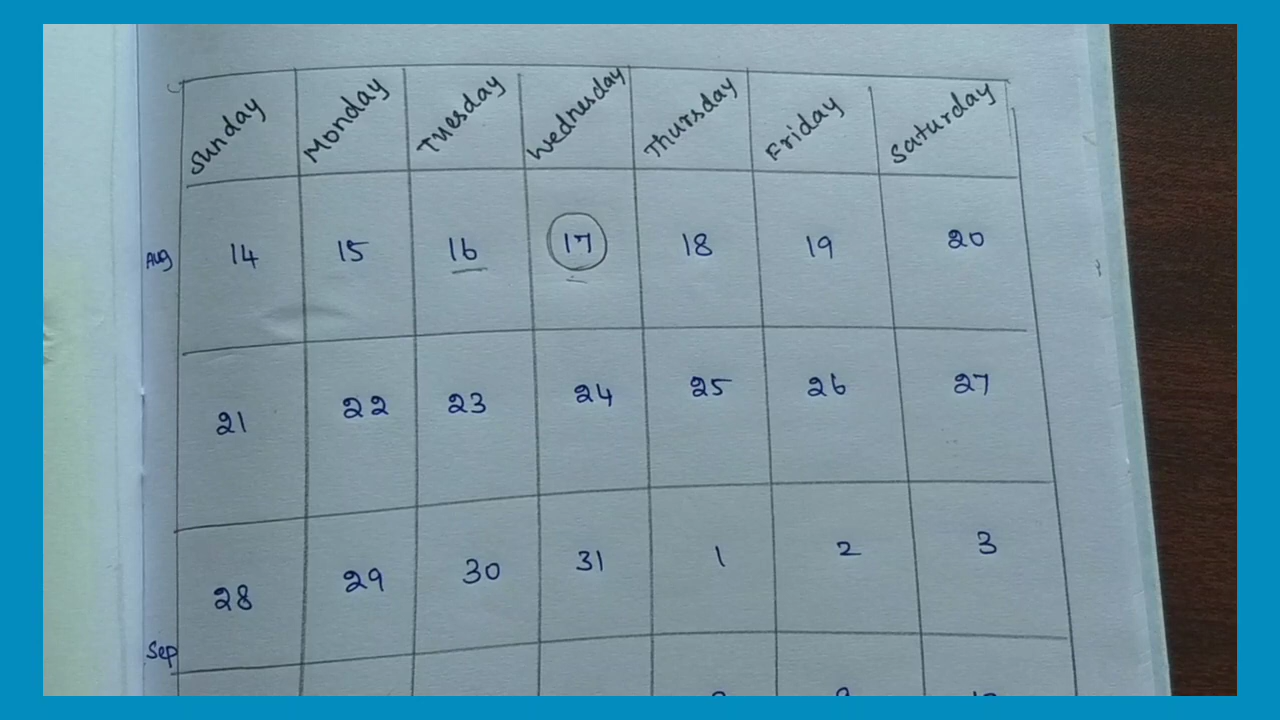 Sunday Monday Tuesday Wednesday Thursday Friday Saturday
Aug 14 15 16 17 18 19 20
21 22 23 24 25 26 27
28 29 30 31 1 2 3
Sep